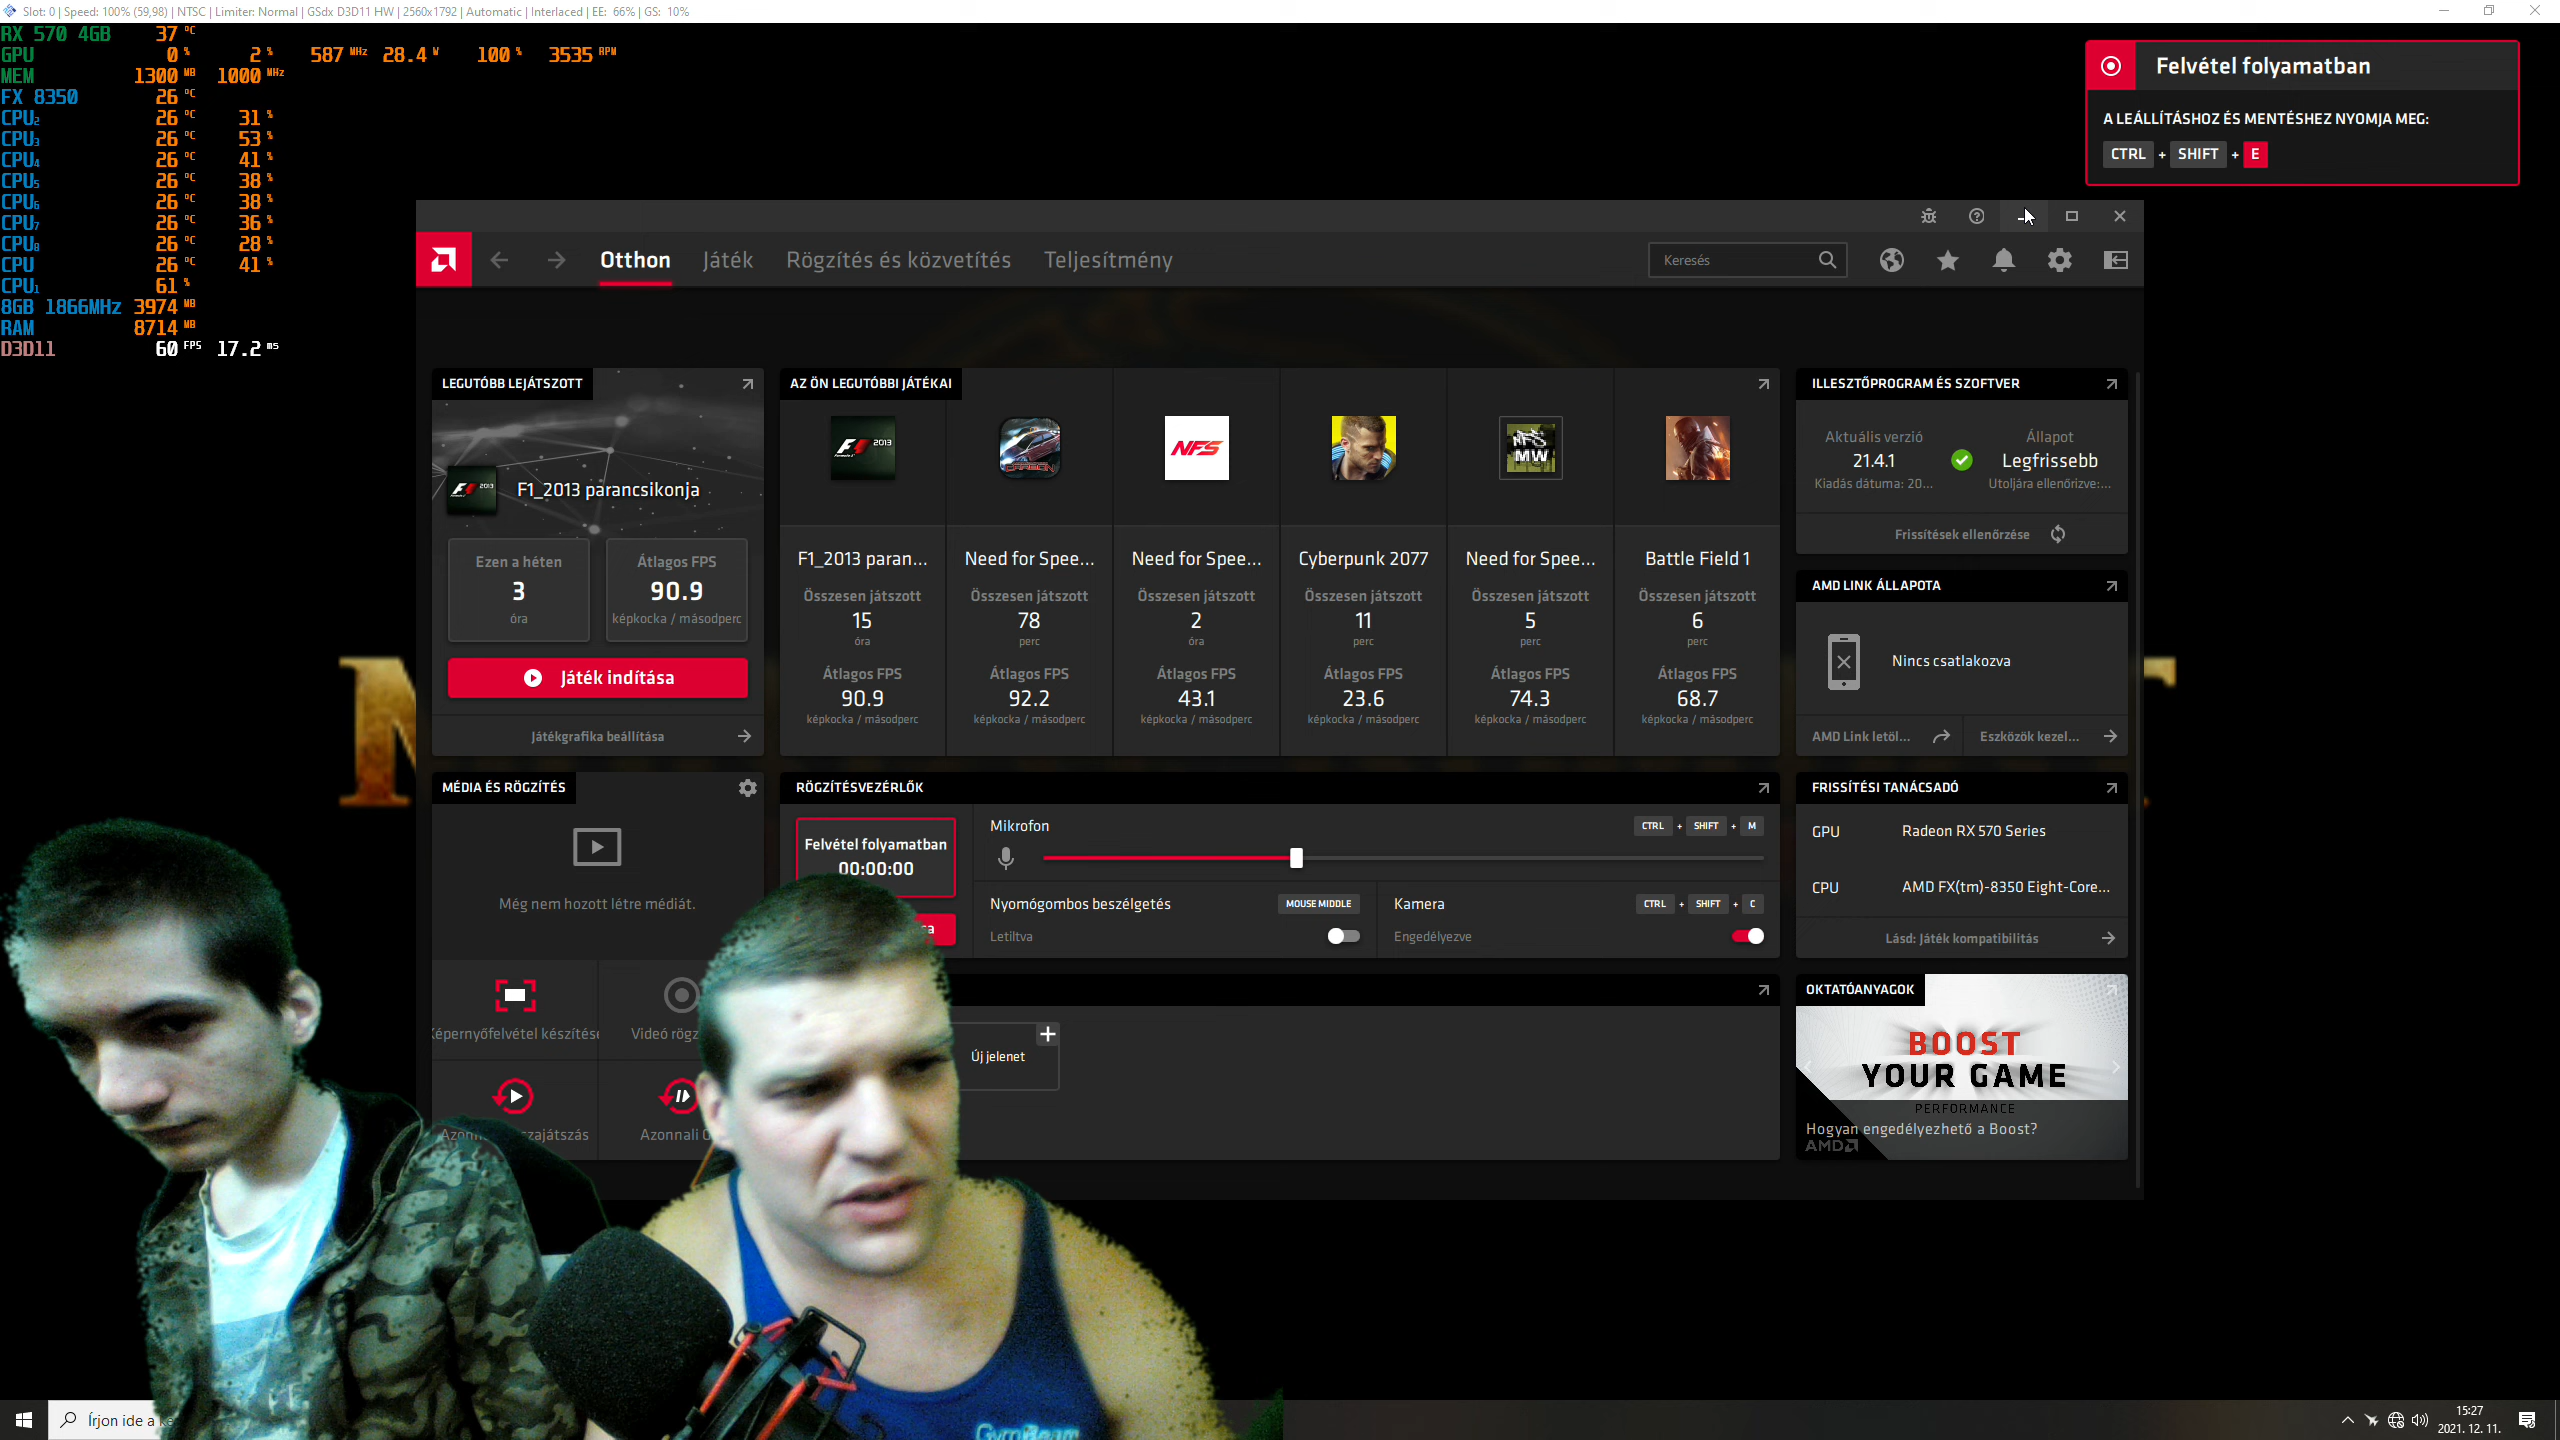 Slot: 0 | Speed: 100% (59,98) | NTSC | Limiter: Normal | GSdx D3D11 HW | 2560x1792 | Automatic | Interlaced | EE: 66% | GS: 10%
RX 570 4GB 37 °C
GPU 0 % 2 % 587 MHz 28.4 W 100 % 3535 RPM
MEM 1300 MB 1000 MHz
FX 8350 26 °C
CPU2 26 °C 31 %
CPU3 26 °C 53 %
CPU4 26 °C 41 %
CPU5 26 °C 38 %
CPU6 26 °C 38 %
CPU7 26 °C 36 %
CPU8 26 °C 28 %
CPU 26 °C 41 %
CPU1 61 %
8GB 1866MHz 3974 MB
RAM 8714 MB
D3D11 60 FPS 17.2 ms
Felvétel folyamatban
A LEÁLLÍTÁSHOZ ÉS MENTÉSHEZ NYOMJA MEG:
CTRL + SHIFT + E
Otthon Játék Rögzítés és közvetítés Teljesítmény
Keresés
LEGUTÓBB LEJÁTSZOTT
F1_2013 parancsikonja
Ezen a héten
3
óra
Átlagos FPS
90.9
képkocka / másodperc
Játék indítása
Játékgrafika beállítása
AZ ÖN LEGUTÓBBI JÁTÉKAI
F1_2013 paran...
Összesen játszott
15
óra
Átlagos FPS
90.9
képkocka / másodperc
CARBON
Need for Spee...
Összesen játszott
78
perc
Átlagos FPS
92.2
képkocka / másodperc
NFS
Need for Spee...
Összesen játszott
2
óra
Átlagos FPS
43.1
képkocka / másodperc
Cyberpunk 2077
Összesen játszott
11
perc
Átlagos FPS
23.6
képkocka / másodperc
NFS
MW
Need for Spee...
Összesen játszott
5
perc
Átlagos FPS
74.3
képkocka / másodperc
Battle Field 1
Összesen játszott
6
perc
Átlagos FPS
68.7
képkocka / másodperc
ILLESZTŐPROGRAM ÉS SZOFTVER
Aktuális verzió
21.4.1
Kiadás dátuma: 20...
Állapot
Legfrissebb
Utoljára ellenőrizve:...
Frissítések ellenőrzése
AMD LINK ÁLLAPOTA
Nincs csatlakozva
AMD Link letöl...
Eszközök kezel...
MÉDIA ÉS RÖGZÍTÉS
Még nem hozott létre médiát.
Képernyőfelvétel készítése
Videó rögz
Azonnali
RÖGZÍTÉSVEZÉRLŐK
Felvétel folyamatban
00:00:00
Mikrofon
CTRL + SHIFT + M
Nyomógombos beszélgetés
MOUSE MIDDLE
Letiltva
Kamera
CTRL + SHIFT + C
Engedélyezve
Új jelenet
FRISSÍTÉSI TANÁCSADÓ
GPU Radeon RX 570 Series
CPU AMD FX(tm)-8350 Eight-Core...
Lásd: Játék kompatibilitás
OKTATÓANYAGOK
BOOST
YOUR GAME
PERFORMANCE
Hogyan engedélyezhető a Boost?
AMD
GymBeam
Írjon ide a ke
15:27
2021. 12. 11.